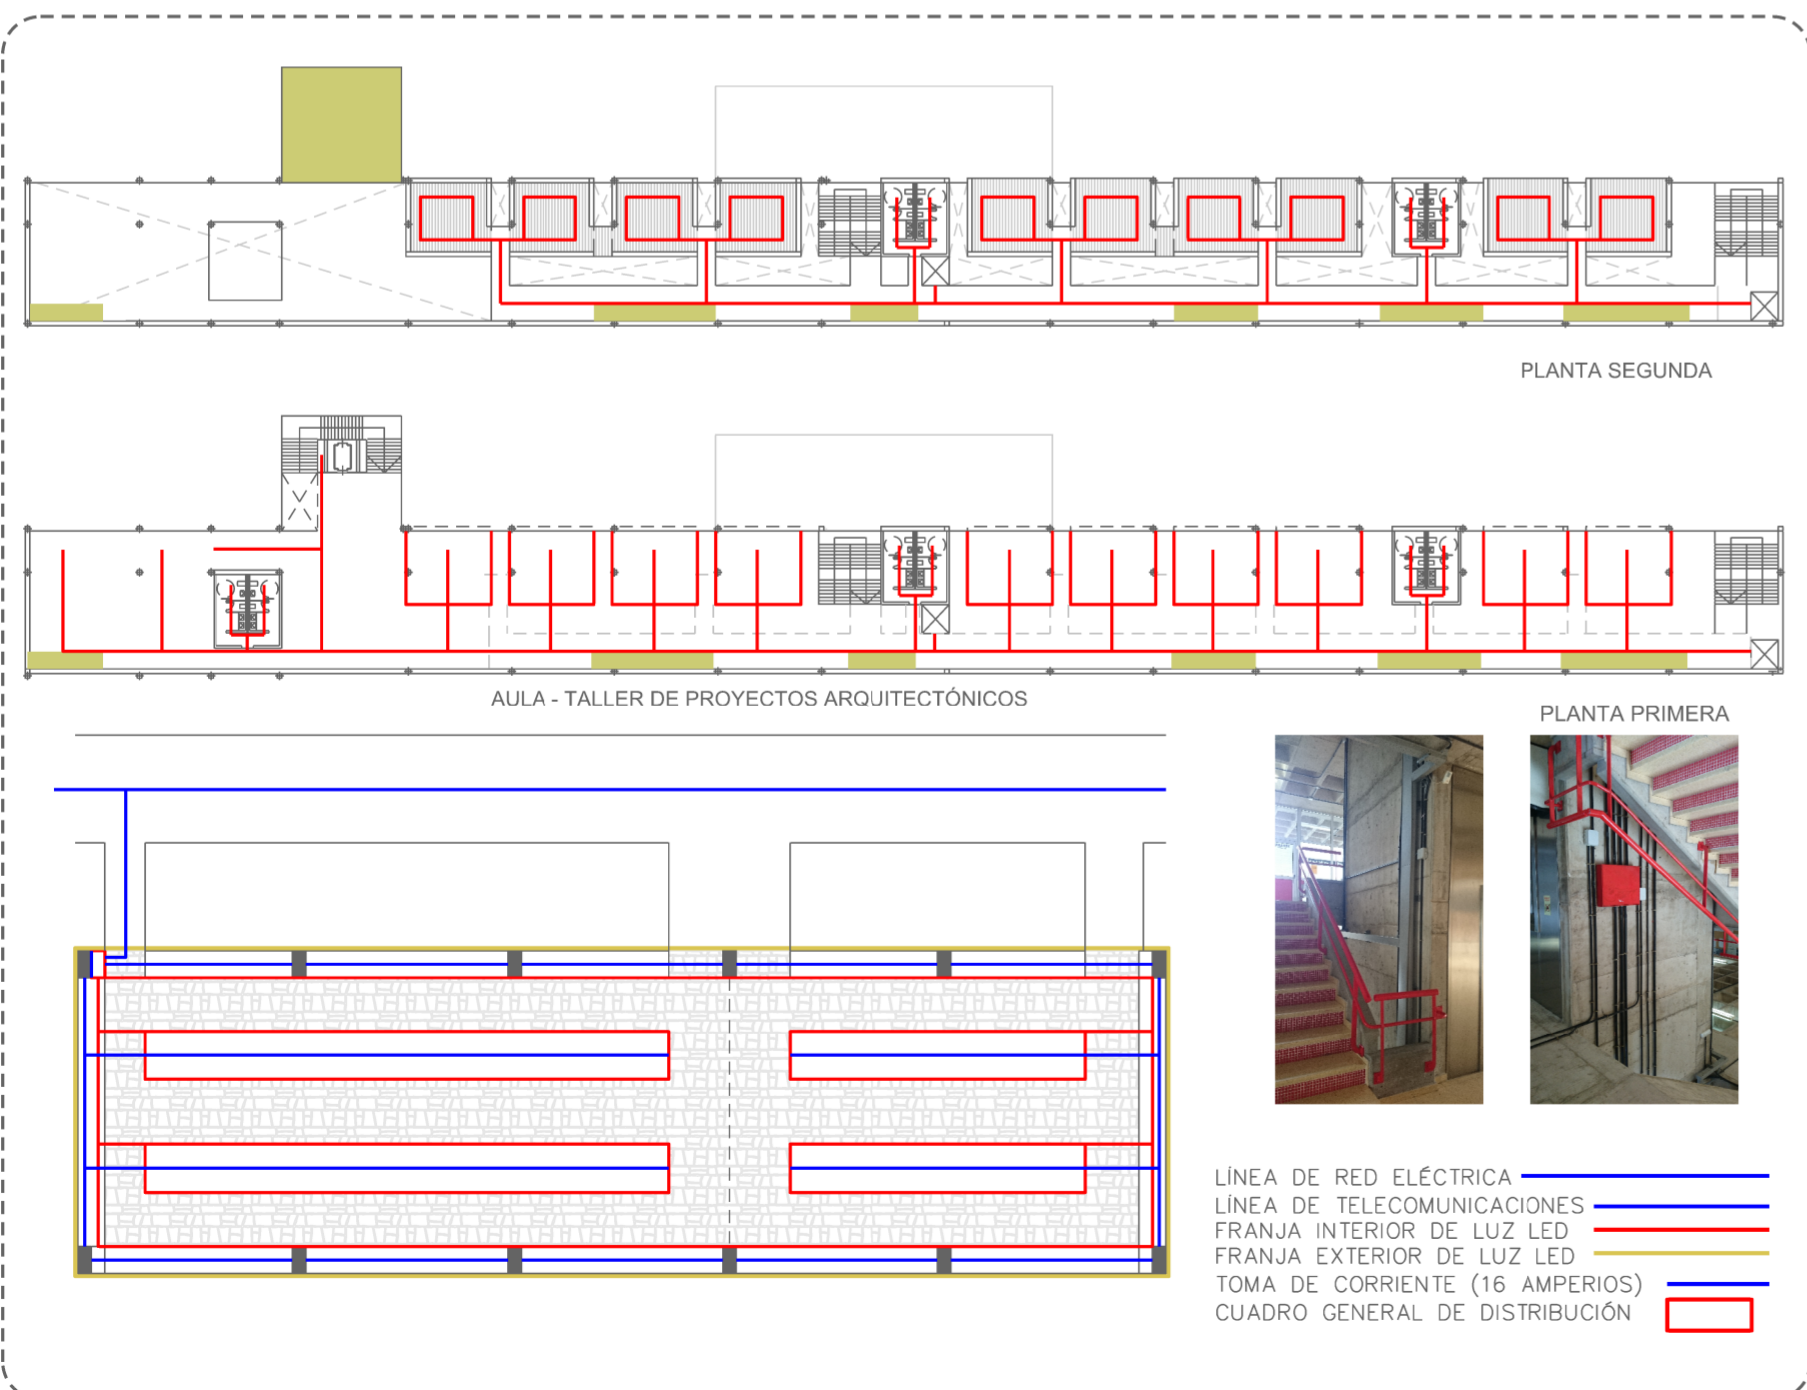 PLANTA SEGUNDA
AULA - TALLER DE PROYECTOS ARQUITECTÓNICOS
PLANTA PRIMERA
LÍNEA DE RED ELÉCTRICA
LÍNEA DE TELECOMUNICACIONES
FRANJA INTERIOR DE LUZ LED
FRANJA EXTERIOR DE LUZ LED
TOMA DE CORRIENTE (16 AMPERIOS)
CUADRO GENERAL DE DISTRIBUCIÓN